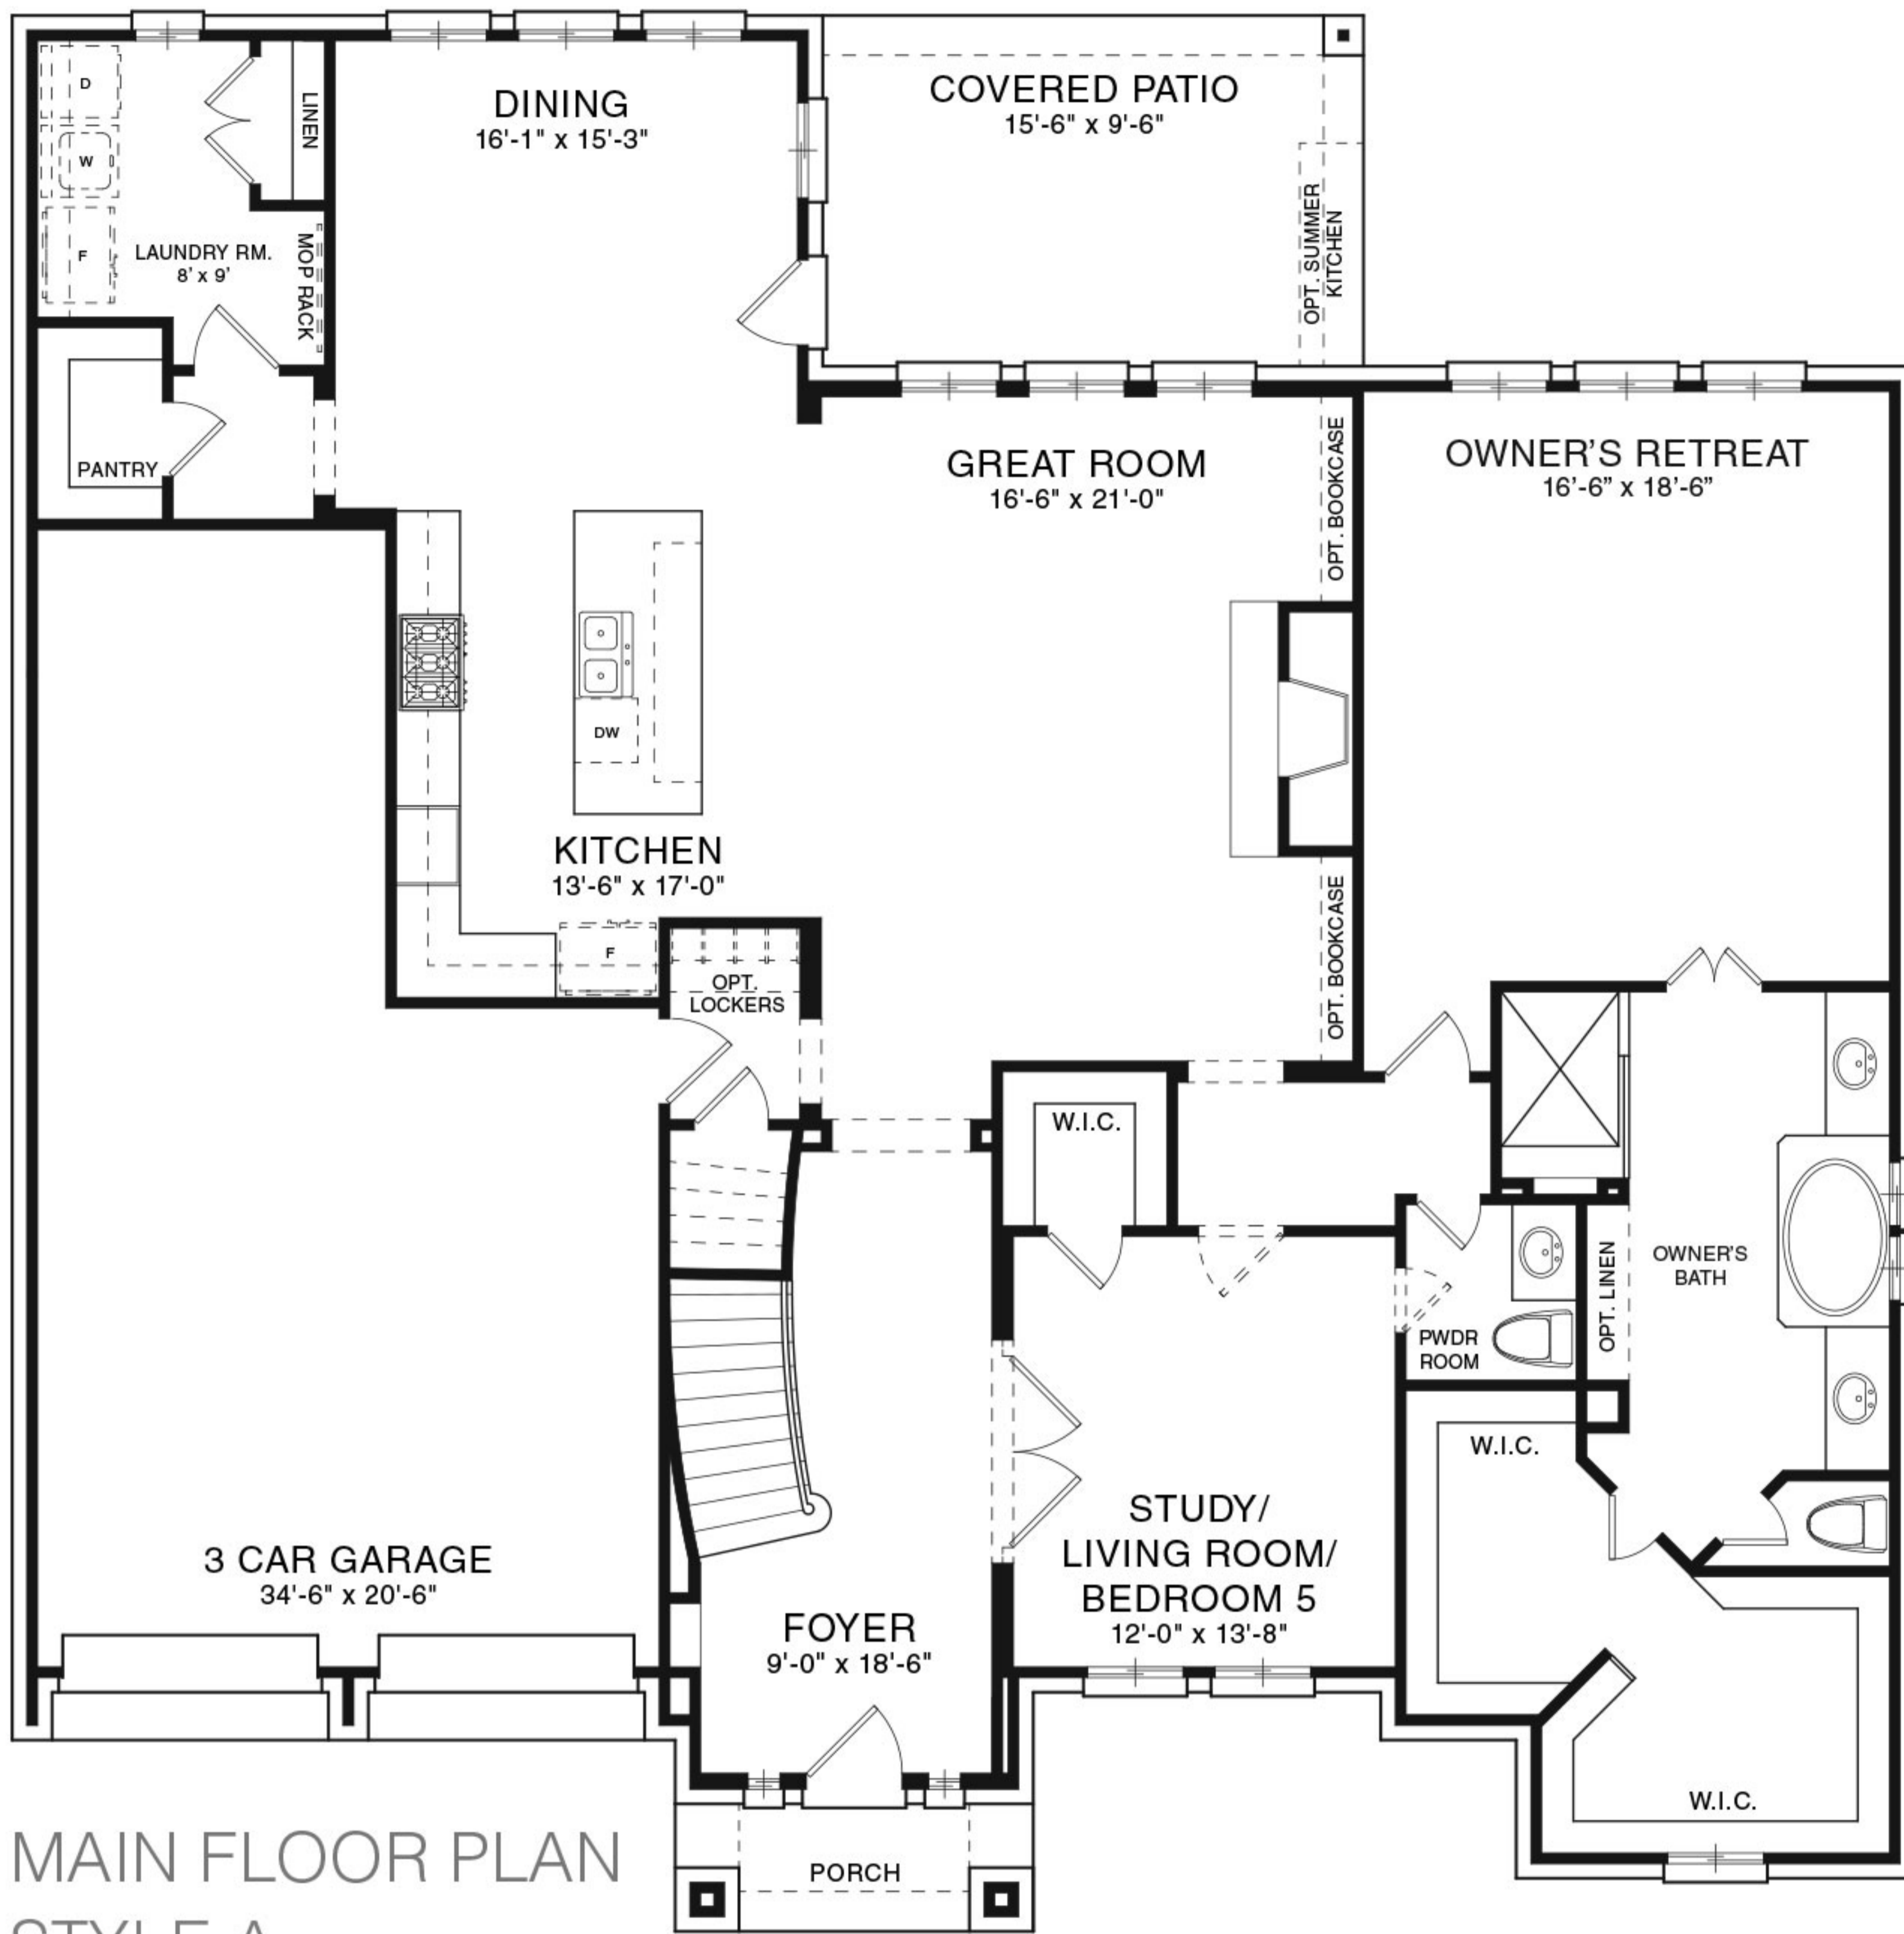 D
W
F
LINEN
LAUNDRY RM.
8' x 9'
MOP RACK
PANTRY
DINING
16'-1" x 15'-3"
COVERED PATIO
15'-6" x 9'-6"
OPT. SUMMER
KITCHEN
GREAT ROOM
16'-6" x 21'-0"
OPT. BOOKCASE
OWNER’S RETREAT
16’-6” x 18’-6”
DW
KITCHEN
13'-6" x 17'-0"
F
OPT.
LOCKERS
OPT. BOOKCASE
W.I.C.
OPT. LINEN
OWNER'S
BATH
PWDR
ROOM
W.I.C.
STUDY/
LIVING ROOM/
BEDROOM 5
12'-0" x 13'-8"
3 CAR GARAGE
34'-6" x 20'-6"
FOYER
9'-0" x 18'-6"
W.I.C.
PORCH
MAIN FLOOR PLAN
STYLE A